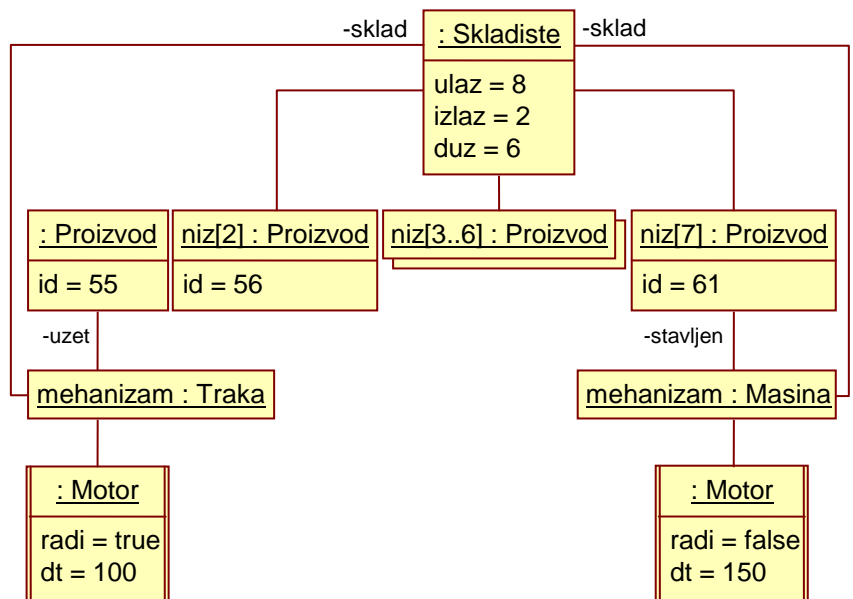 -sklad
-sklad
: Skladiste
ulaz = 8
izlaz = 2
duz = 6
: Proizvod
id = 55
niz[2] : Proizvod
id = 56
niz[3..6] : Proizvod
niz[7] : Proizvod
id = 61
-uzet
-stavljen
mehanizam : Traka
mehanizam : Masina
: Motor
radi = true
dt = 100
: Motor
radi = false
dt = 150